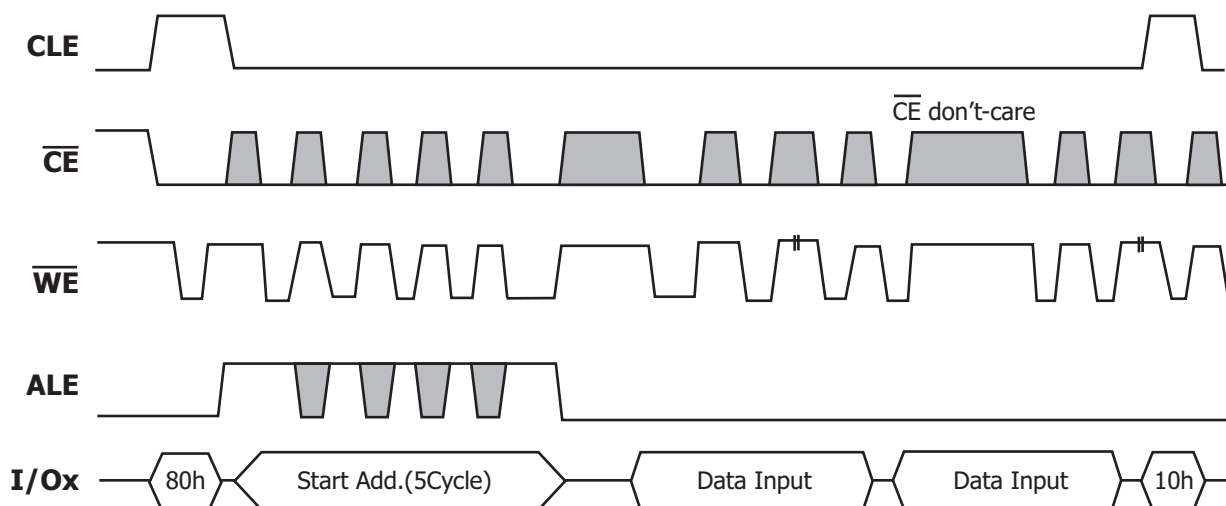 CLE
CE don't-care
CE
WE
ALE
I/Ox
80h
Start Add.(5Cycle)
Data Input
Data Input
10h